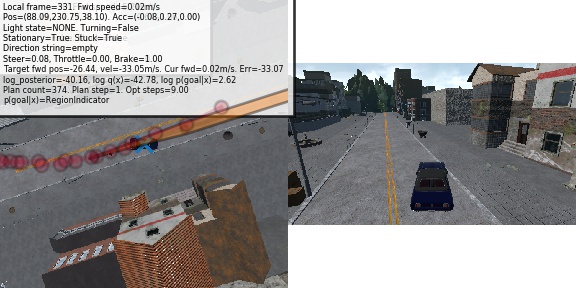 Local frame=331. Fwd speed=0.02m/s
Pos=(88.09,230.75,38.10). Acc=(-0.08,0.27,0.00)
Light state=NONE. Turning=False
Stationary=True. Stuck=True
Direction string=empty
Steer=0.08, Throttle=0.00, Brake=1.00
Target fwd pos=-26.44, vel=-33.05m/s. Cur fwd=0.02m/s. Err=-33.07
log_posterior=-40.16, log q(x)=-42.78, log p(goal|x)=2.62
Plan count=374. Plan step=1. Opt steps=9.00
p(goal|x)=RegionIndicator